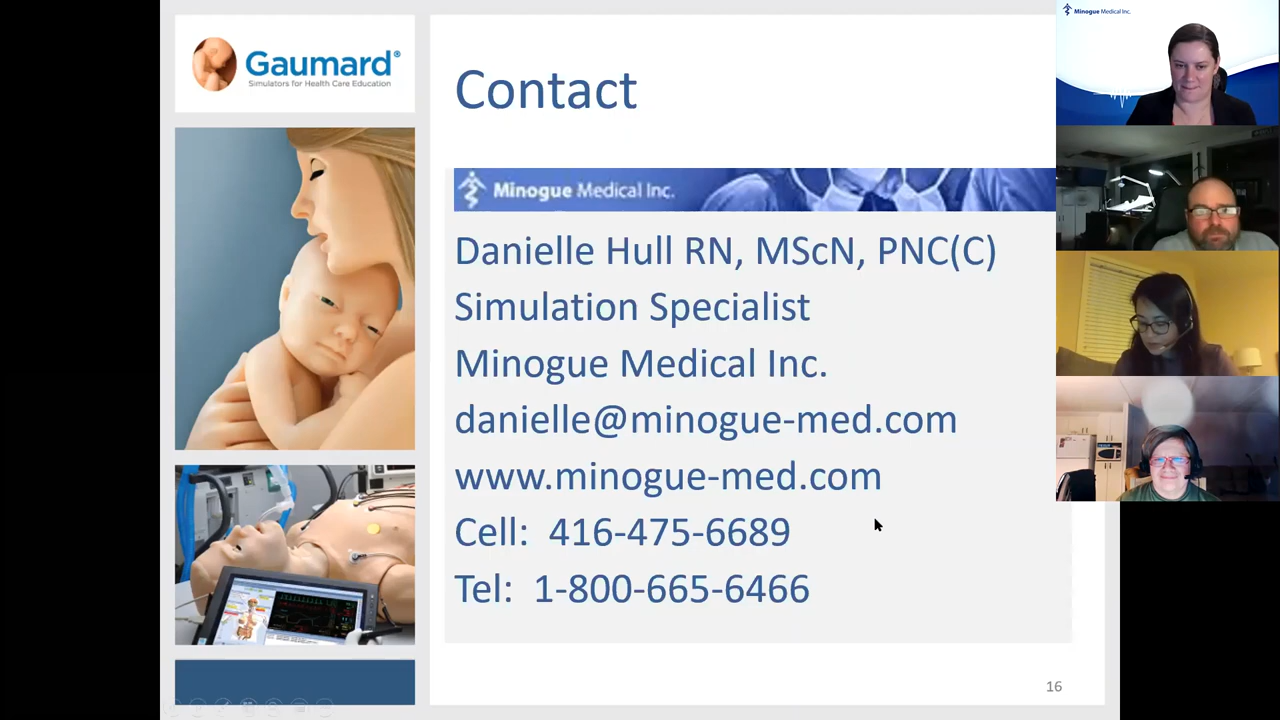 Gaumard®
Simulators for Health Care Education
Contact
Minogue Medical Inc.
Danielle Hull RN, MScN, PNC(C)
Simulation Specialist
Minogue Medical Inc.
danielle@minogue-med.com
www.minogue-med.com
Cell: 416-475-6689
Tel: 1-800-665-6466
16
Minogue Medical Inc.